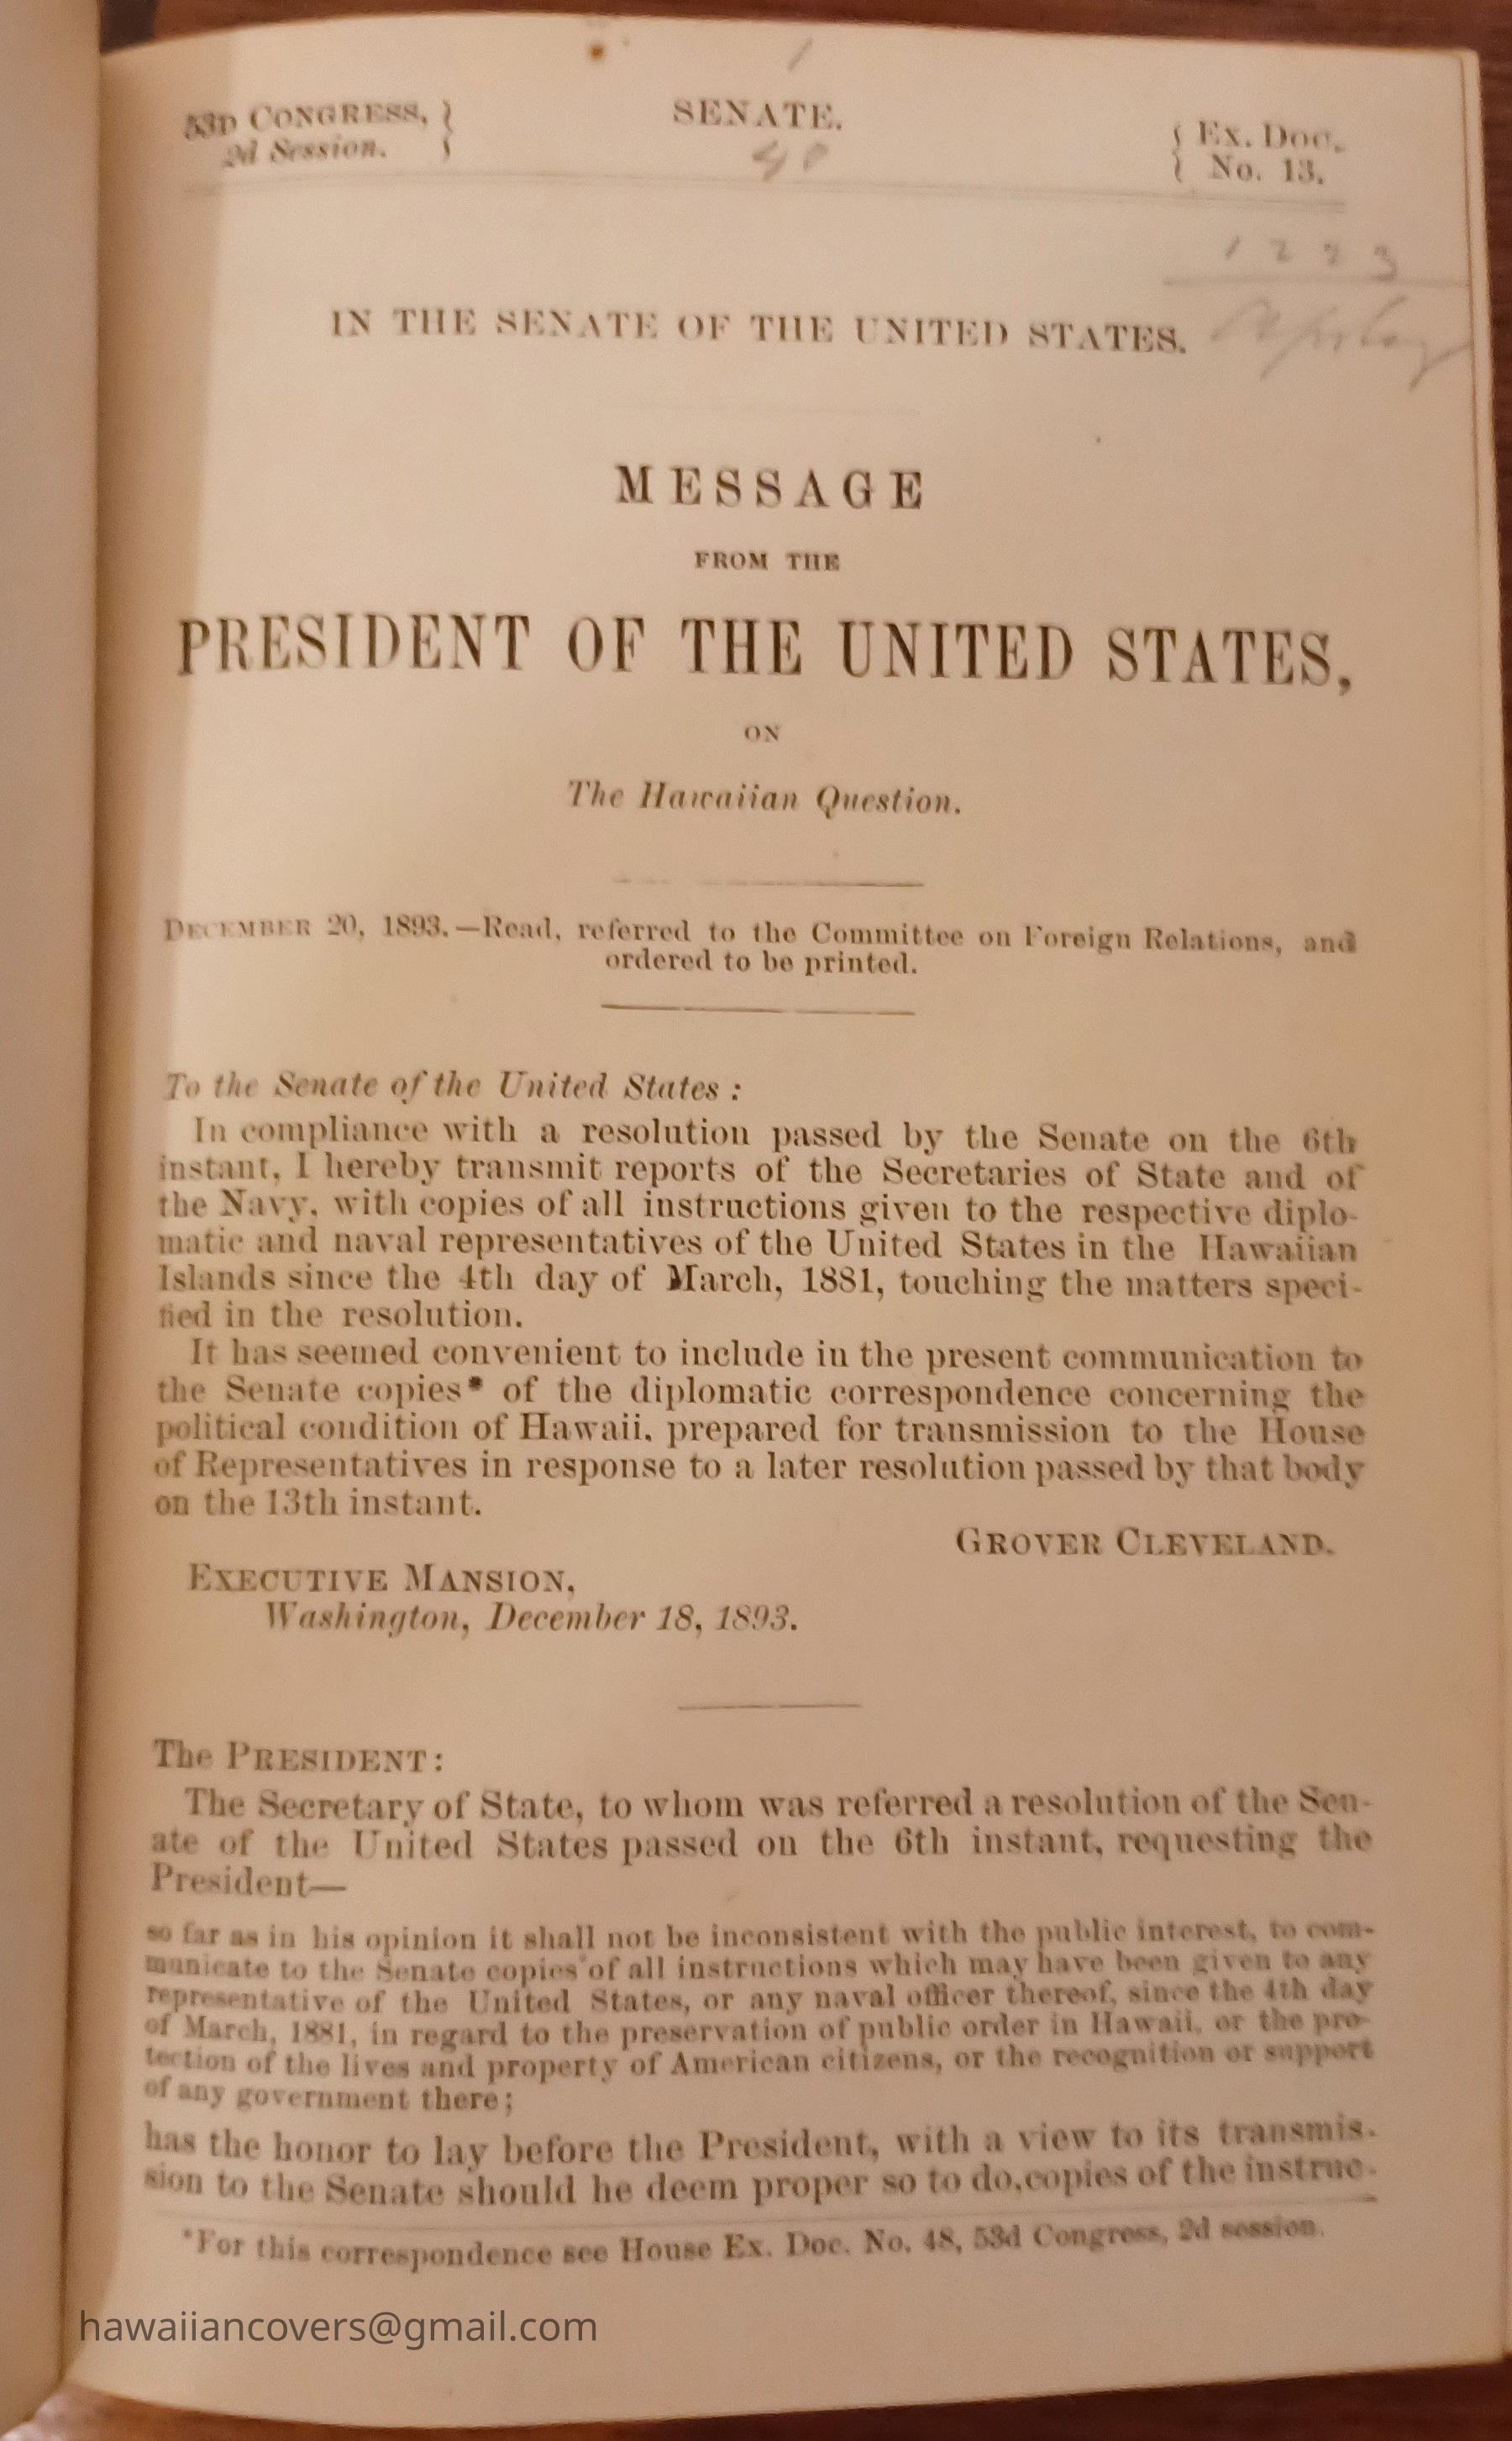 1
53D CONGRESS, } SENATE. { EX. DOC.
2d Session. } { No. 13.
40
1223
IN THE SENATE OF THE UNITED STATES.
MESSAGE
FROM THE
PRESIDENT OF THE UNITED STATES,
ON
The Hawaiian Question.
DECEMBER 20, 1893.—Read, referred to the Committee on Foreign Relations, and
ordered to be printed.
To the Senate of the United States:
In compliance with a resolution passed by the Senate on the 6th
instant, I hereby transmit reports of the Secretaries of State and of
the Navy, with copies of all instructions given to the respective diplo-
matic and naval representatives of the United States in the Hawaiian
Islands since the 4th day of March, 1881, touching the matters speci-
fied in the resolution.
It has seemed convenient to include in the present communication to
the Senate copies* of the diplomatic correspondence concerning the
political condition of Hawaii, prepared for transmission to the House
of Representatives in response to a later resolution passed by that body
on the 13th instant.
GROVER CLEVELAND.
EXECUTIVE MANSION,
Washington, December 18, 1893.
The PRESIDENT:
The Secretary of State, to whom was referred a resolution of the Sen-
ate of the United States passed on the 6th instant, requesting the
President—
so far as in his opinion it shall not be inconsistent with the public interest, to com-
municate to the Senate copies of all instructions which may have been given to any
representative of the United States, or any naval officer thereof, since the 4th day
of March, 1881, in regard to the preservation of public order in Hawaii, or the pro-
tection of the lives and property of American citizens, or the recognition or support
of any government there;
has the honor to lay before the President, with a view to its transmis-
sion to the Senate should he deem proper so to do, copies of the instruc-
*For this correspondence see House Ex. Doc. No. 48, 53d Congress, 2d session.
hawaiiancovers@gmail.com